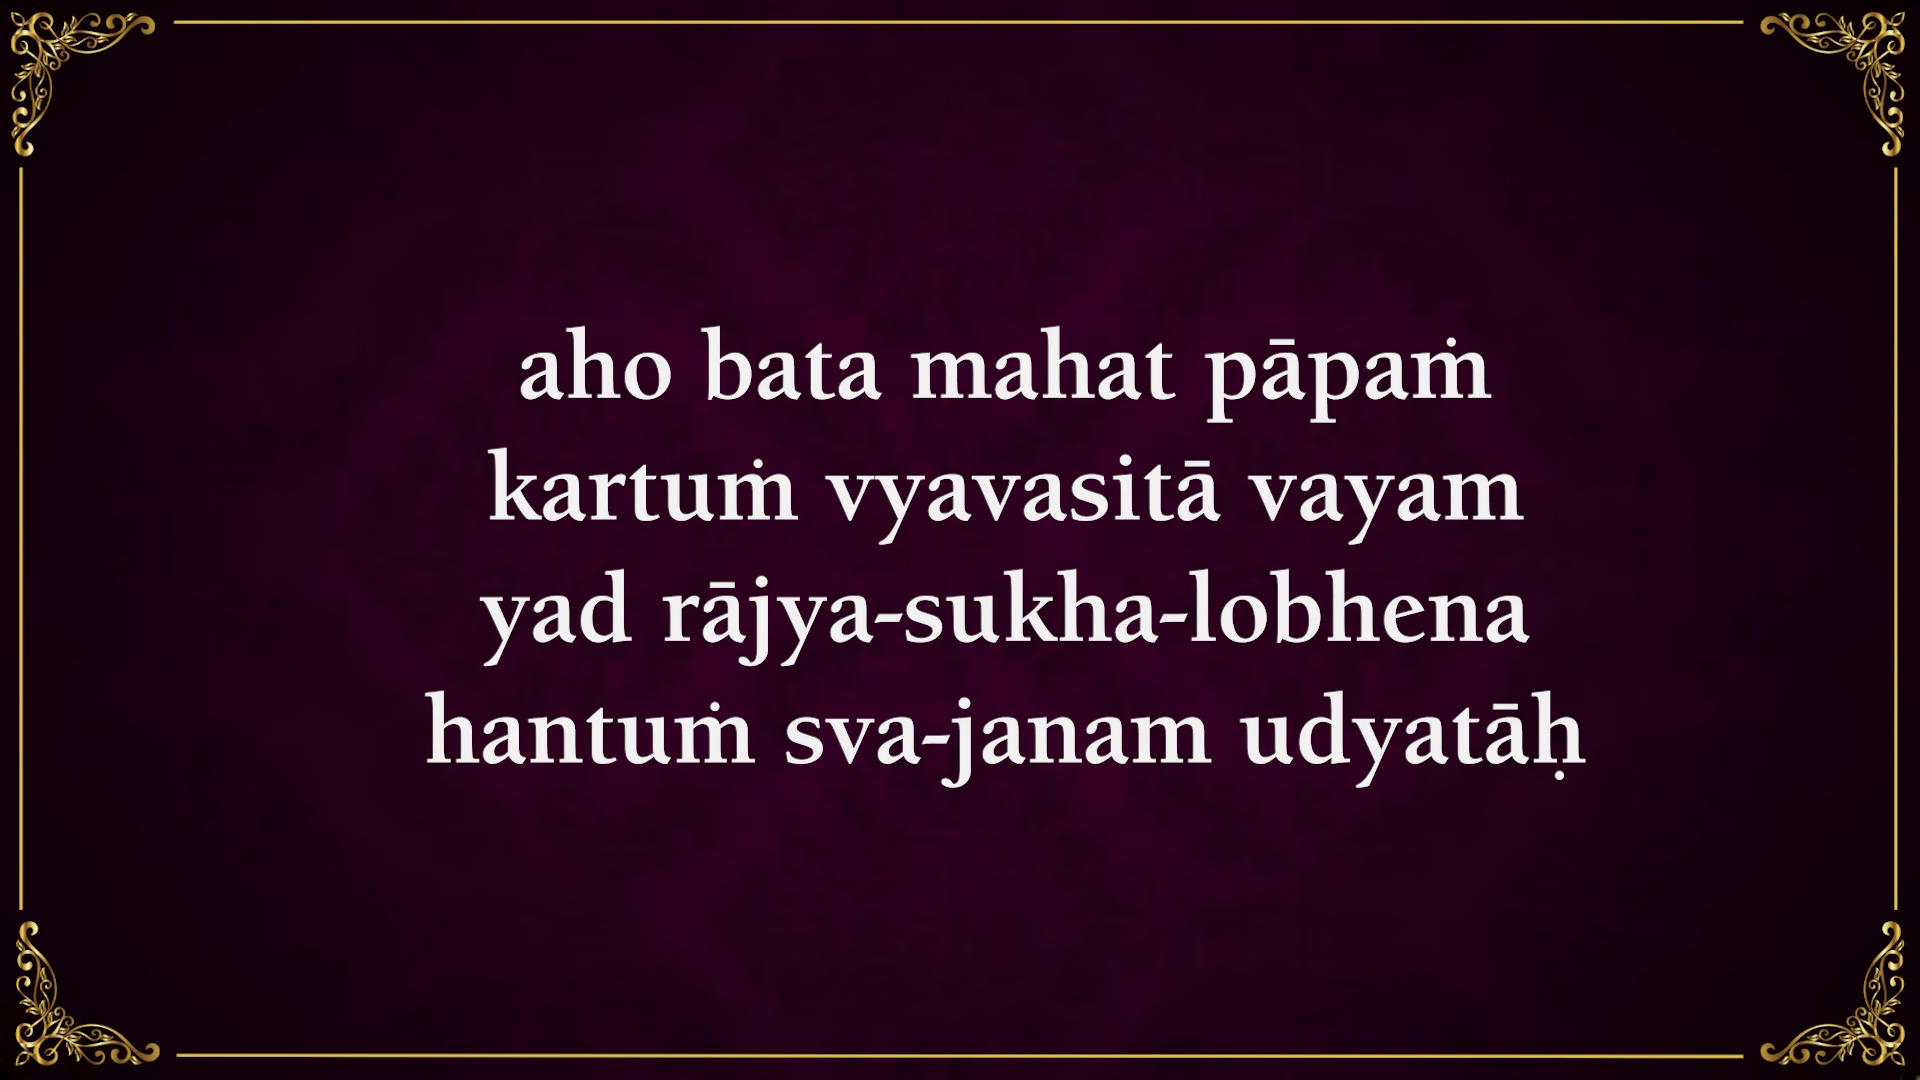 aho bata mahat pāpaṁ
kartuṁ vyavasitā vayam
yad rājya-sukha-lobhena
hantuṁ sva-janam udyatāḥ